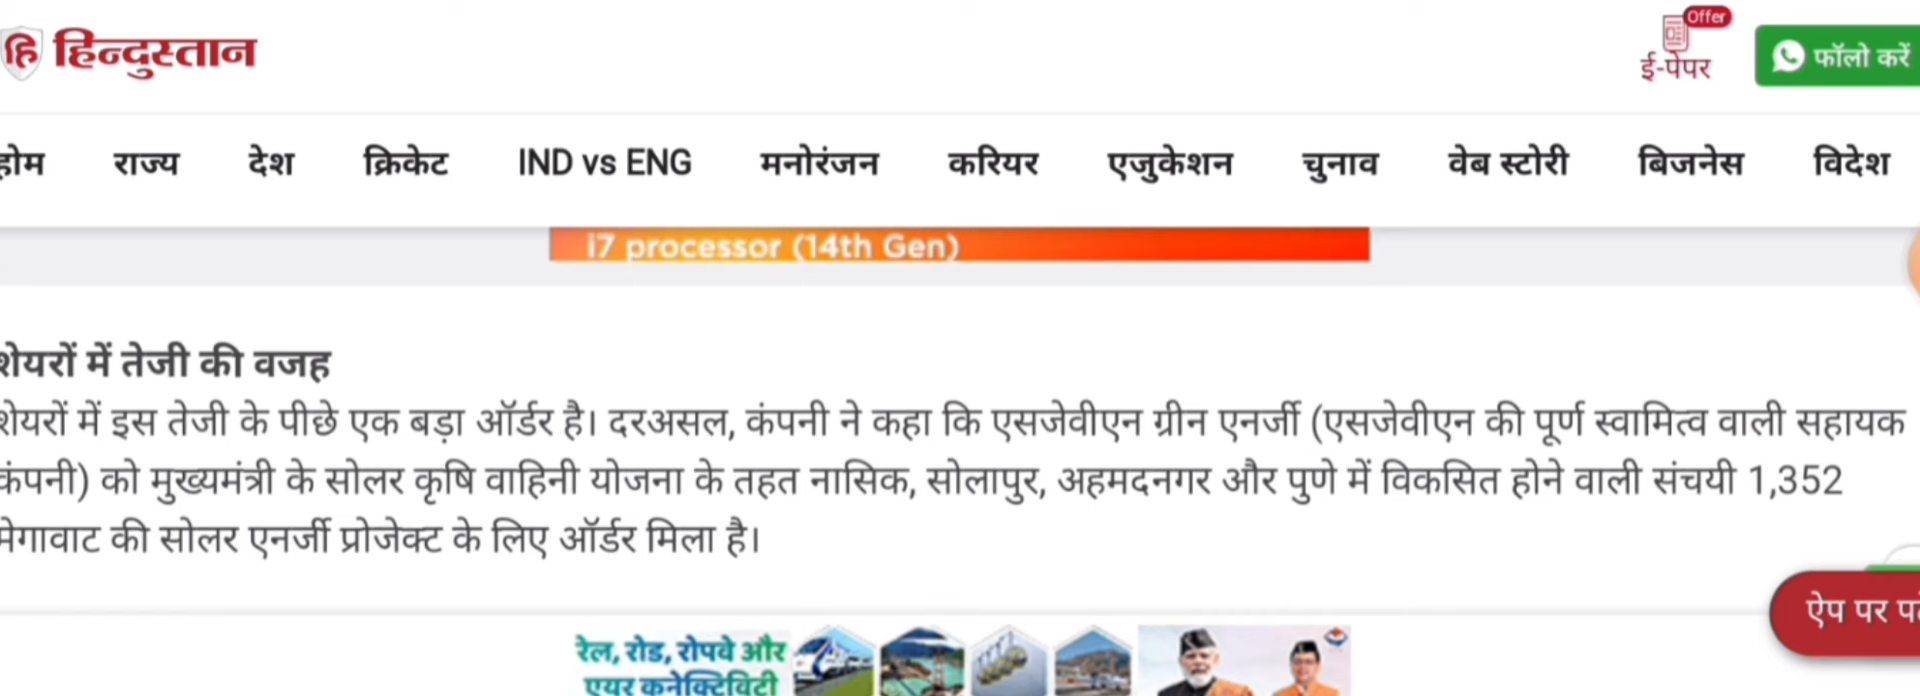 हि हिन्दुस्तान
Offer
ई-पेपर
फॉलो करें
होम राज्य देश क्रिकेट IND vs ENG मनोरंजन करियर एजुकेशन चुनाव वेब स्टोरी बिजनेस विदेश
i7 processor (14th Gen)
शेयरों में तेजी की वजह
शेयरों में इस तेजी के पीछे एक बड़ा ऑर्डर है। दरअसल, कंपनी ने कहा कि एसजेवीएन ग्रीन एनर्जी (एसजेवीएन की पूर्ण स्वामित्व वाली सहायक
कंपनी) को मुख्यमंत्री के सोलर कृषि वाहिनी योजना के तहत नासिक, सोलापुर, अहमदनगर और पुणे में विकसित होने वाली संचयी 1,352
मेगावाट की सोलर एनर्जी प्रोजेक्ट के लिए ऑर्डर मिला है।
ऐप पर
रेल, रोड, रोपवे और
एयर कनेक्टिविटी